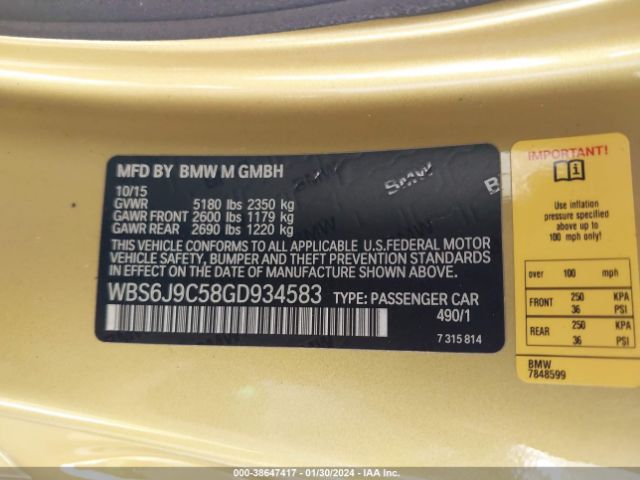 MFD BY BMW M GMBH
10/15
GVWR 5180 lbs 2350 kg
GAWR FRONT 2600 lbs 1179 kg
GAWR REAR 2690 lbs 1220 kg
THIS VEHICLE CONFORMS TO ALL APPLICABLE U.S.FEDERAL MOTOR
VEHICLE SAFETY, BUMPER AND THEFT PREVENTION STANDARDS
IN EFFECT ON THE DATE OF MANUFACTURE SHOWN ABOVE.
WBS6J9C58GD934583 TYPE: PASSENGER CAR
490/1
7 315 814
BMW
B
IMPORTANT!
Use inflation
pressure specified
above up to
100 mph only!
over 100 mph
FRONT 250 KPA
36 PSI
REAR 250 KPA
36 PSI
BMW
7848599
000-38647417 - 01/30/2024 - IAA Inc.